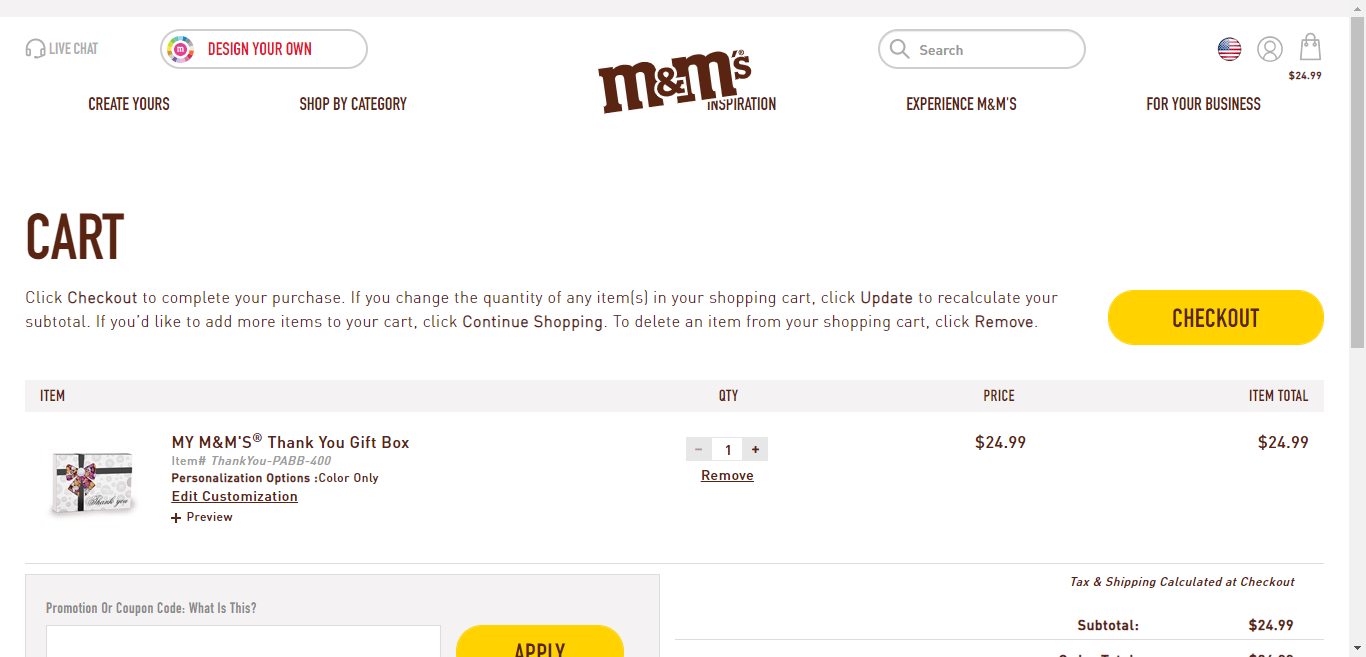 LIVE CHAT
DESIGN YOUR OWN
m
m&m's®
Search
$24.99
CREATE YOURS
SHOP BY CATEGORY
INSPIRATION
EXPERIENCE M&M'S
FOR YOUR BUSINESS
CART
Click Checkout to complete your purchase. If you change the quantity of any item(s) in your shopping cart, click Update to recalculate your
subtotal. If you'd like to add more items to your cart, click Continue Shopping. To delete an item from your shopping cart, click Remove.
CHECKOUT
ITEM QTY PRICE ITEM TOTAL
MY M&M'S® Thank You Gift Box
Item# ThankYou-PABB-400
Personalization Options :Color Only
Edit Customization
+ Preview
Thank you
- 1 +
Remove
$24.99
$24.99
Promotion Or Coupon Code: What Is This?
APPLY
Tax & Shipping Calculated at Checkout
Subtotal: $24.99